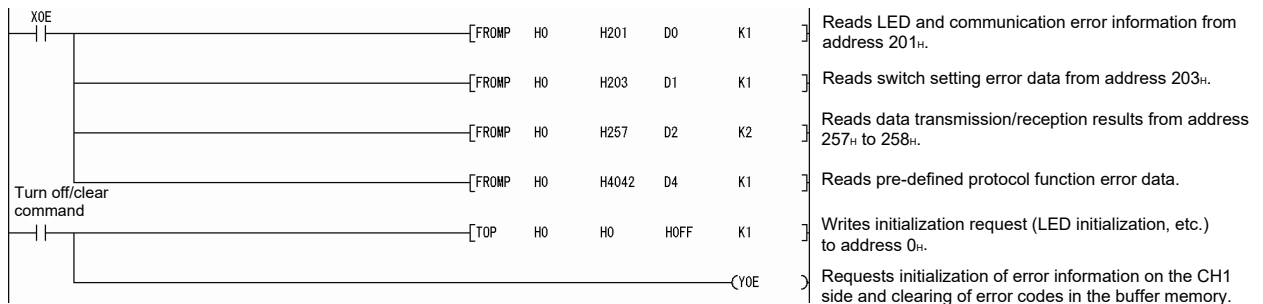 X0E
[FROMP H0 H201 D0 K1 ]
Reads LED and communication error information from
address 201H.
[FROMP H0 H203 D1 K1 ]
Reads switch setting error data from address 203H.
[FROMP H0 H257 D2 K2 ]
Reads data transmission/reception results from address
257H to 258H.
[FROMP H0 H4042 D4 K1 ]
Reads pre-defined protocol function error data.
Turn off/clear
command
[TOP H0 H0 H0FF K1 ]
Writes initialization request (LED initialization, etc.)
to address 0H.
(Y0E )
Requests initialization of error information on the CH1
side and clearing of error codes in the buffer memory.